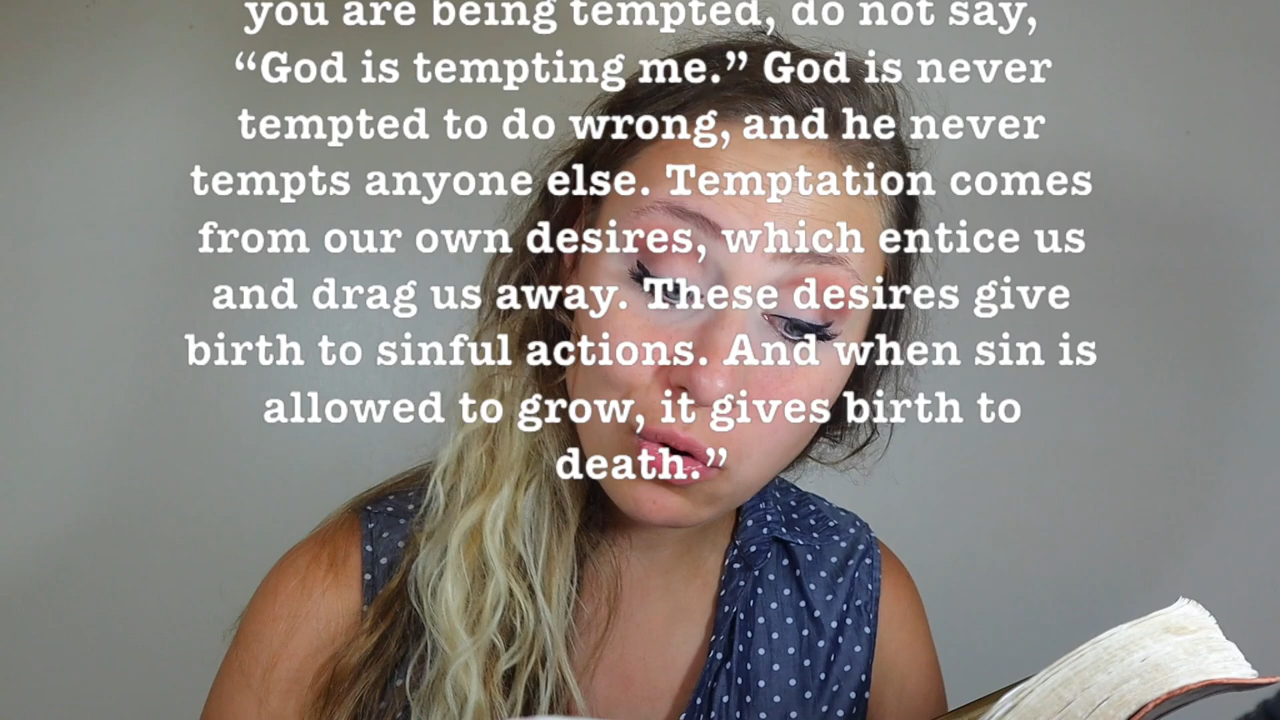 you are being tempted, do not say,
“God is tempting me.” God is never
tempted to do wrong, and he never
tempts anyone else. Temptation comes
from our own desires, which entice us
and drag us away. These desires give
birth to sinful actions. And when sin is
allowed to grow, it gives birth to
death.”